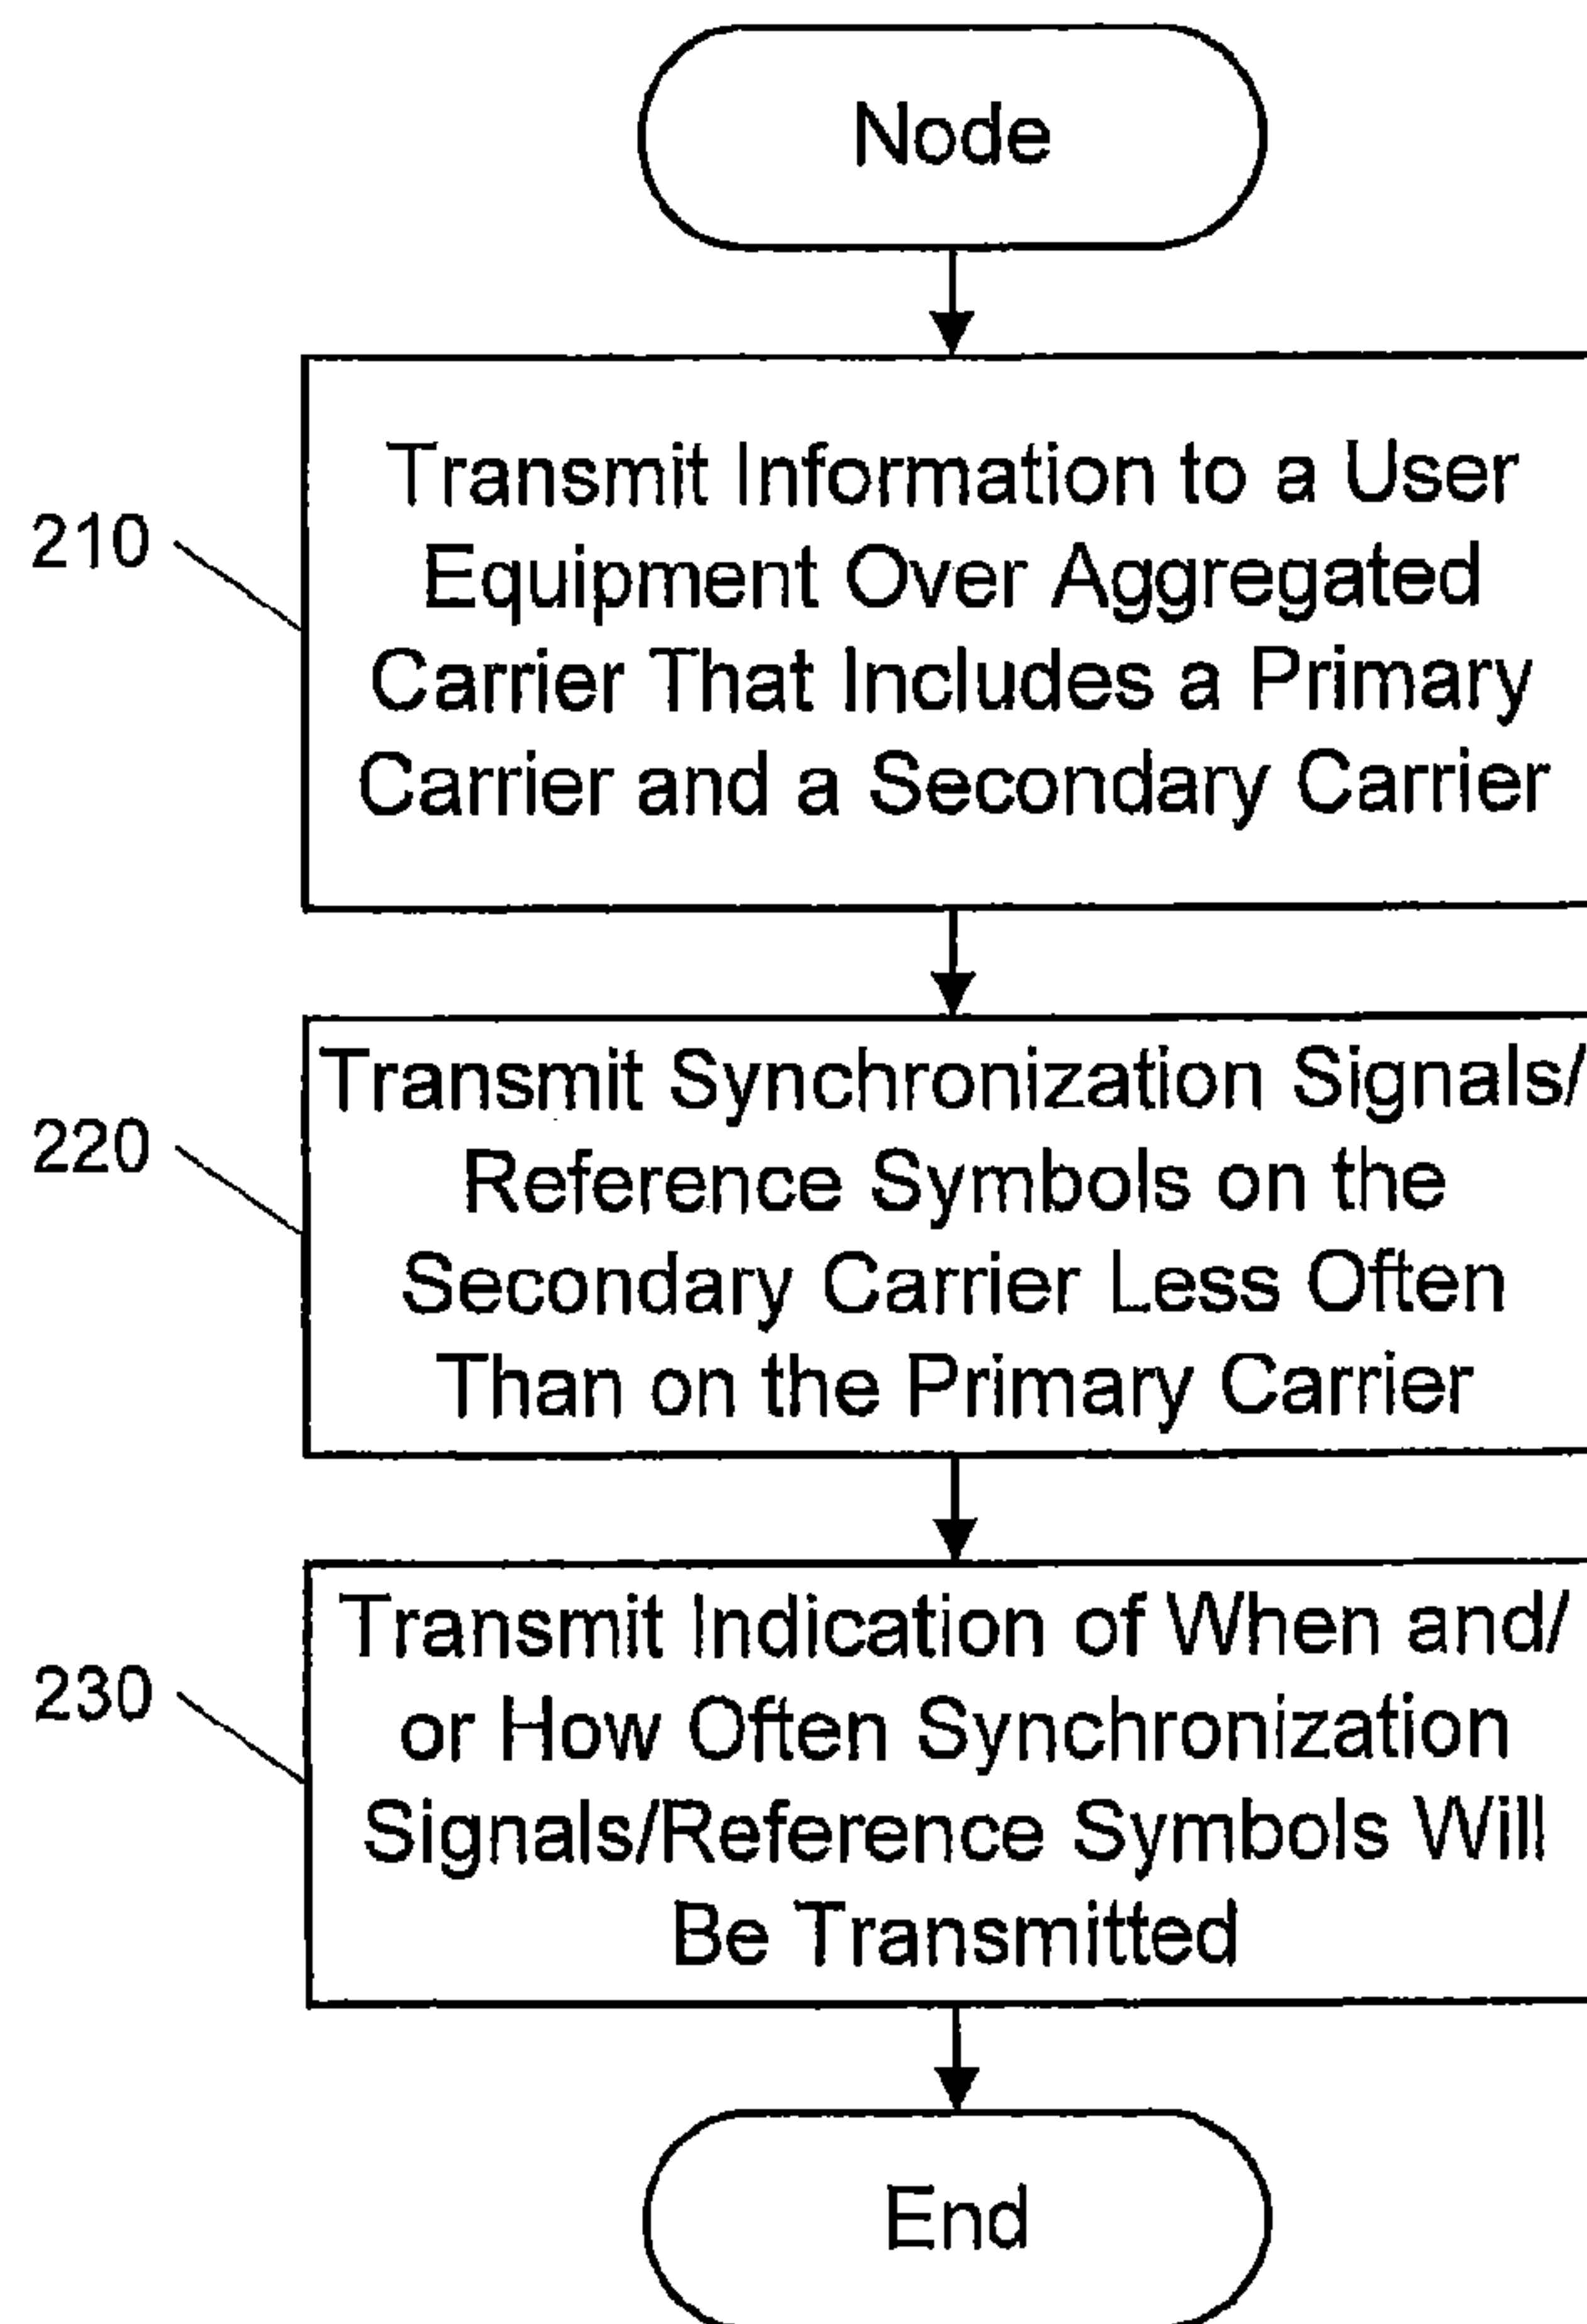 Node
210
Transmit Information to a User
Equipment Over Aggregated
Carrier That Includes a Primary
Carrier and a Secondary Carrier
220
Transmit Synchronization Signals/
Reference Symbols on the
Secondary Carrier Less Often
Than on the Primary Carrier
230
Transmit Indication of When and/
or How Often Synchronization
Signals/Reference Symbols Will
Be Transmitted
End